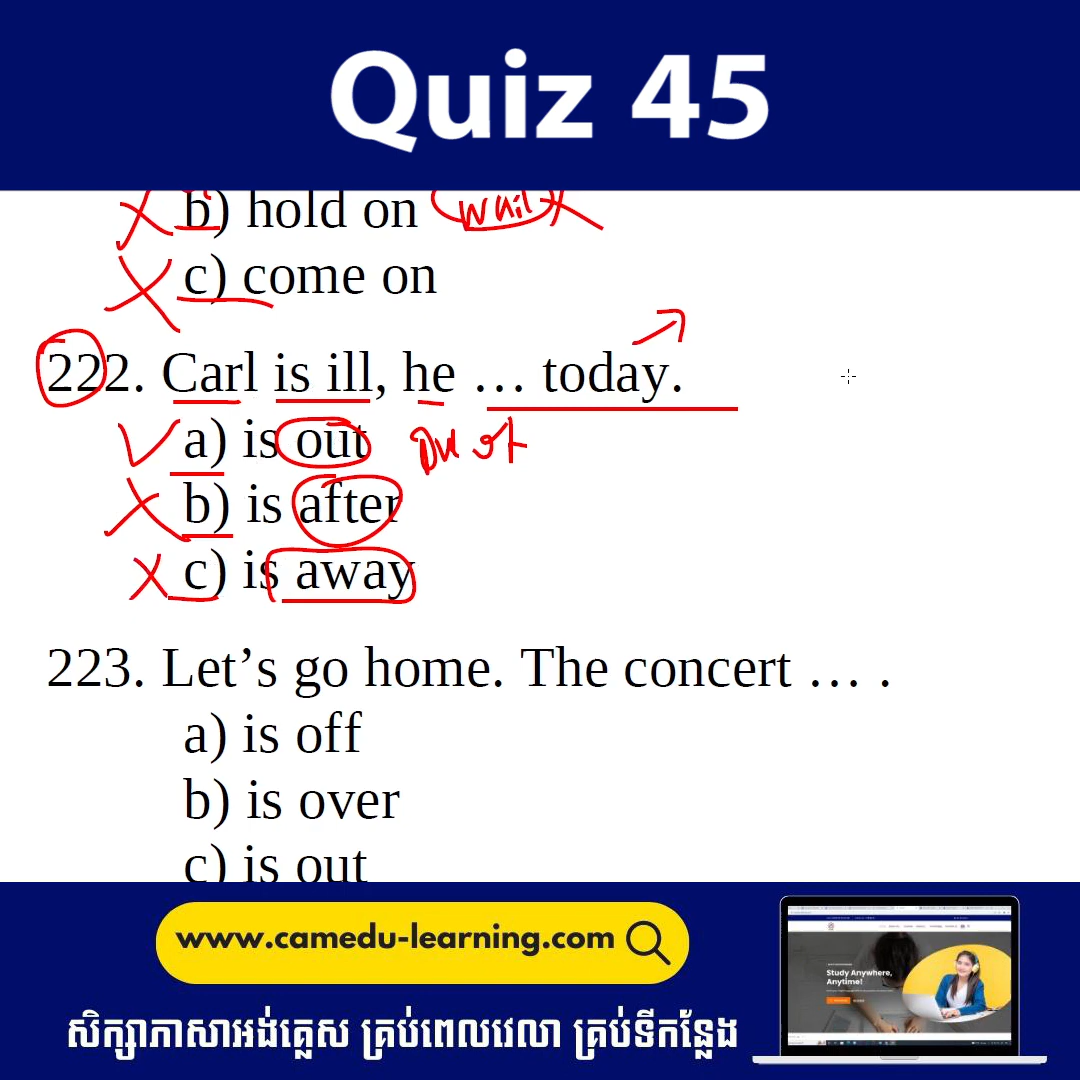 Quiz 45
b) hold on wait
c) come on
222. Carl is ill, he … today.
a) is out
b) is after
c) is away
223. Let’s go home. The concert … .
a) is off
b) is over
c) is out
www.camedu-learning.com
Study Anywhere,
Anytime!
សិក្សាភាសាអង់គ្លេស គ្រប់ពេលវេលា គ្រប់ទីកន្លែង